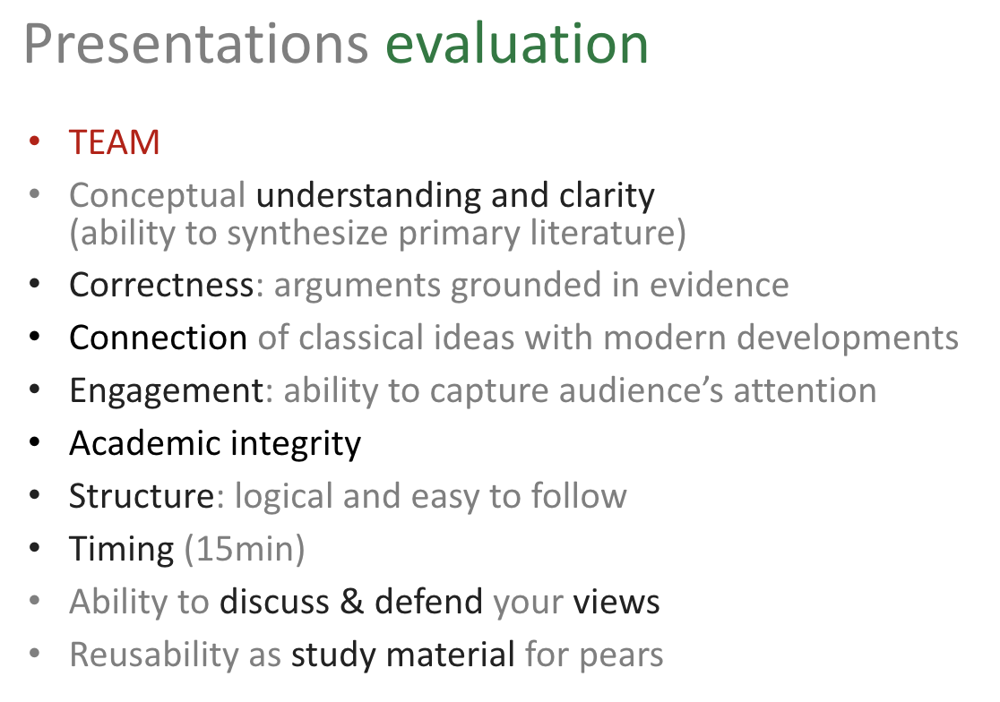 Presentations evaluation
• TEAM
• Conceptual understanding and clarity
(ability to synthesize primary literature)
• Correctness: arguments grounded in evidence
• Connection of classical ideas with modern developments
• Engagement: ability to capture audience’s attention
• Academic integrity
• Structure: logical and easy to follow
• Timing (15min)
• Ability to discuss & defend your views
• Reusability as study material for pears